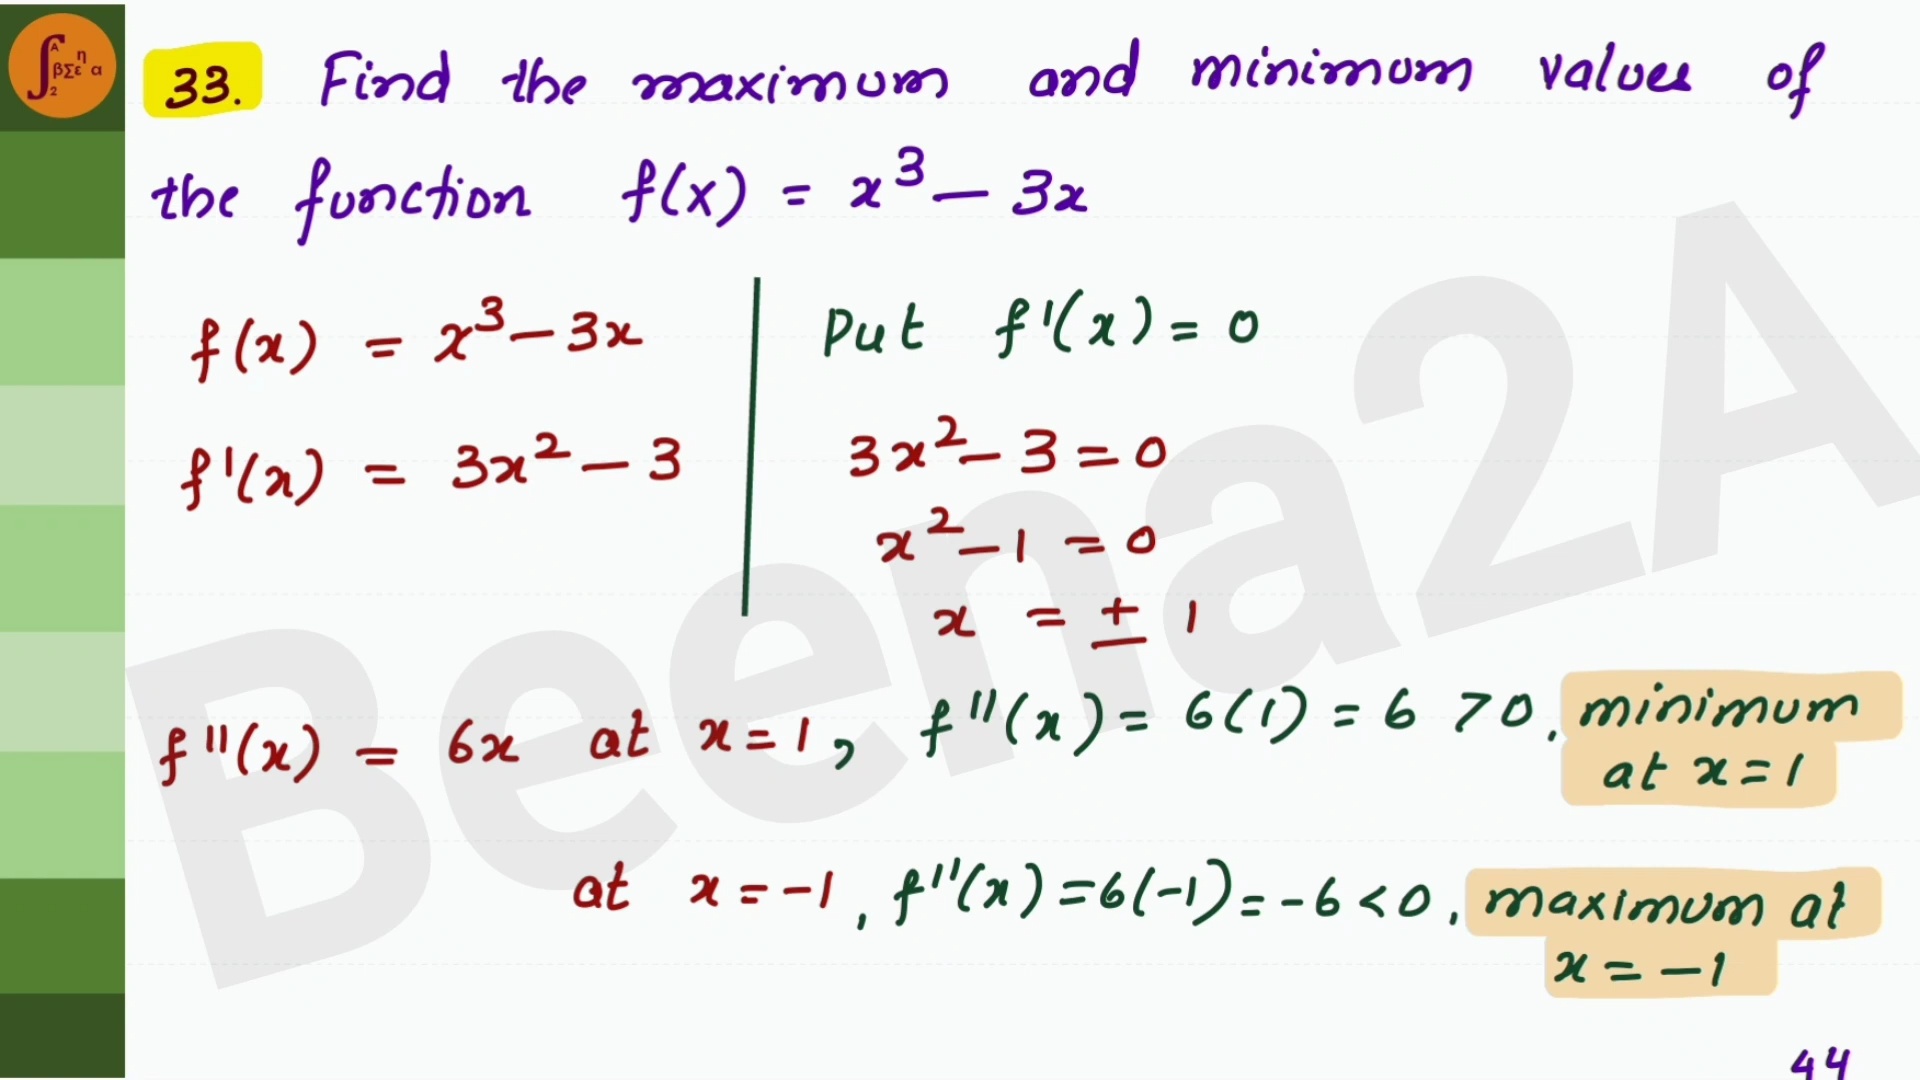 33. Find the maximum and minimum values of
the function f(x) = x³ − 3x
f(x) = x³ − 3x
f'(x) = 3x² − 3
Put f'(x) = 0
3x² − 3 = 0
x² − 1 = 0
x = ± 1
f''(x) = 6x at x = 1, f''(x) = 6(1) = 6 > 0, minimum
at x = 1
at x = −1, f''(x) = 6(−1) = −6 < 0, maximum at
x = −1
44
Beena2A
∫ A 2 βΣε η α